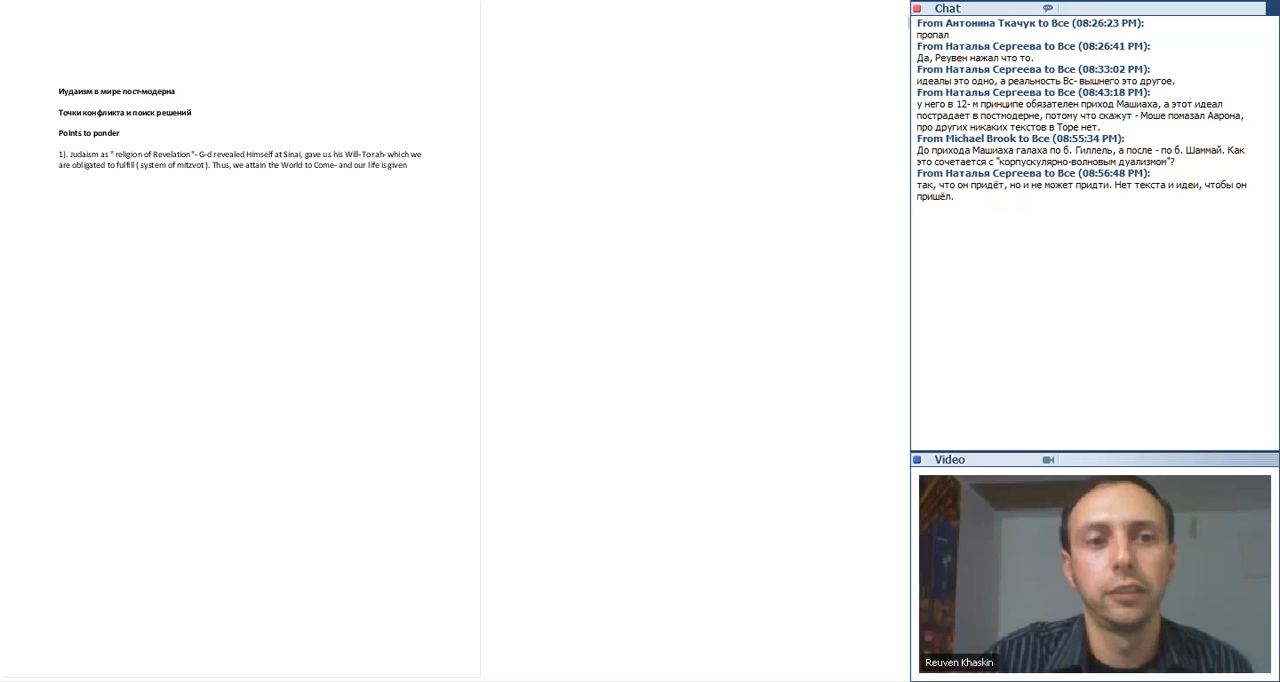 Иудаизм в мире пост-модерна
Точки конфликта и поиск решений
Points to ponder
1). Judaism as " religion of Revelation"- G-d revealed Himself at Sinai, gave us his Will- Torah- which we
are obligated to fulfill ( system of mitzvot ). Thus, we attain the World to Come- and our life is given
Chat
From Антонина Ткачук to Все (08:26:23 PM):
пропал
From Наталья Сергеева to Все (08:26:41 PM):
Да, Реувен нажал что то.
From Наталья Сергеева to Все (08:33:02 PM):
идеалы это одно, а реальность Вс- вышнего это другое.
From Наталья Сергеева to Все (08:43:18 PM):
у него в 12- м принципе обязателен приход Машиаха, а этот идеал
пострадает в постмодерне, потому что скажут - Моше помазал Аарона,
про других никаких текстов в Торе нет.
From Michael Brook to Все (08:55:34 PM):
До прихода Машиаха галаха по б. Гиллель, а после - по б. Шаммай. Как
это сочетается с "корпускулярно-волновым дуализмом"?
From Наталья Сергеева to Все (08:56:48 PM):
так, что он придёт, но и не может придти. Нет текста и идеи, чтобы он
пришёл.
Video
Reuven Khaskin